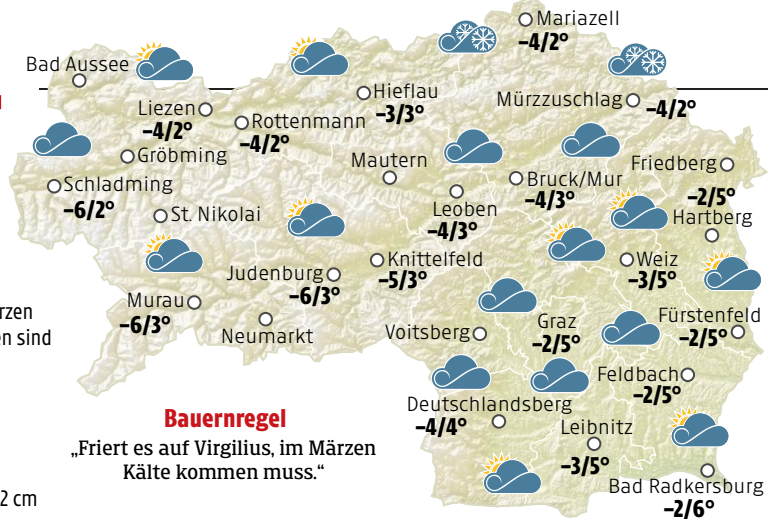 Mariazell
–4/2°
Bad Aussee
Hieflau
–3/3°
Mürzzuschlag
–4/2°
Liezen
–4/2°
Rottenmann
–4/2°
Gröbming
Mautern
Friedberg
–2/5°
Schladming
–6/2°
Bruck/Mur
–4/3°
Leoben
–4/3°
St. Nikolai
Hartberg
Knittelfeld
–5/3°
Weiz
–3/5°
Judenburg
–6/3°
Murau
–6/3°
Neumarkt
Voitsberg
Graz
–2/5°
Fürstenfeld
–2/5°
Feldbach
–2/5°
Deutschlandsberg
–4/4°
Leibnitz
–3/5°
Bad Radkersburg
–2/6°
Bauernregel
„Friert es auf Virgilius, im Märzen
Kälte kommen muss.“
rzen
en sind
2 cm